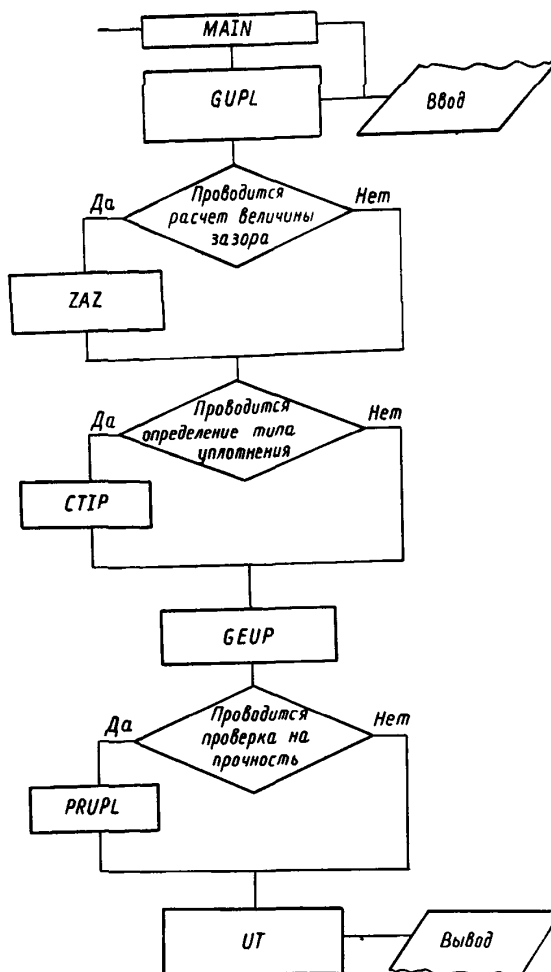 MAIN
GUPL
Ввод
Проводится
расчет величины
зазора
Да
Нет
ZAZ
Проводится
определение типа
уплотнения
Да
Нет
CTIP
GEUP
Проводится
проверка на
прочность
Да
Нет
PRUPL
UT
Вывод